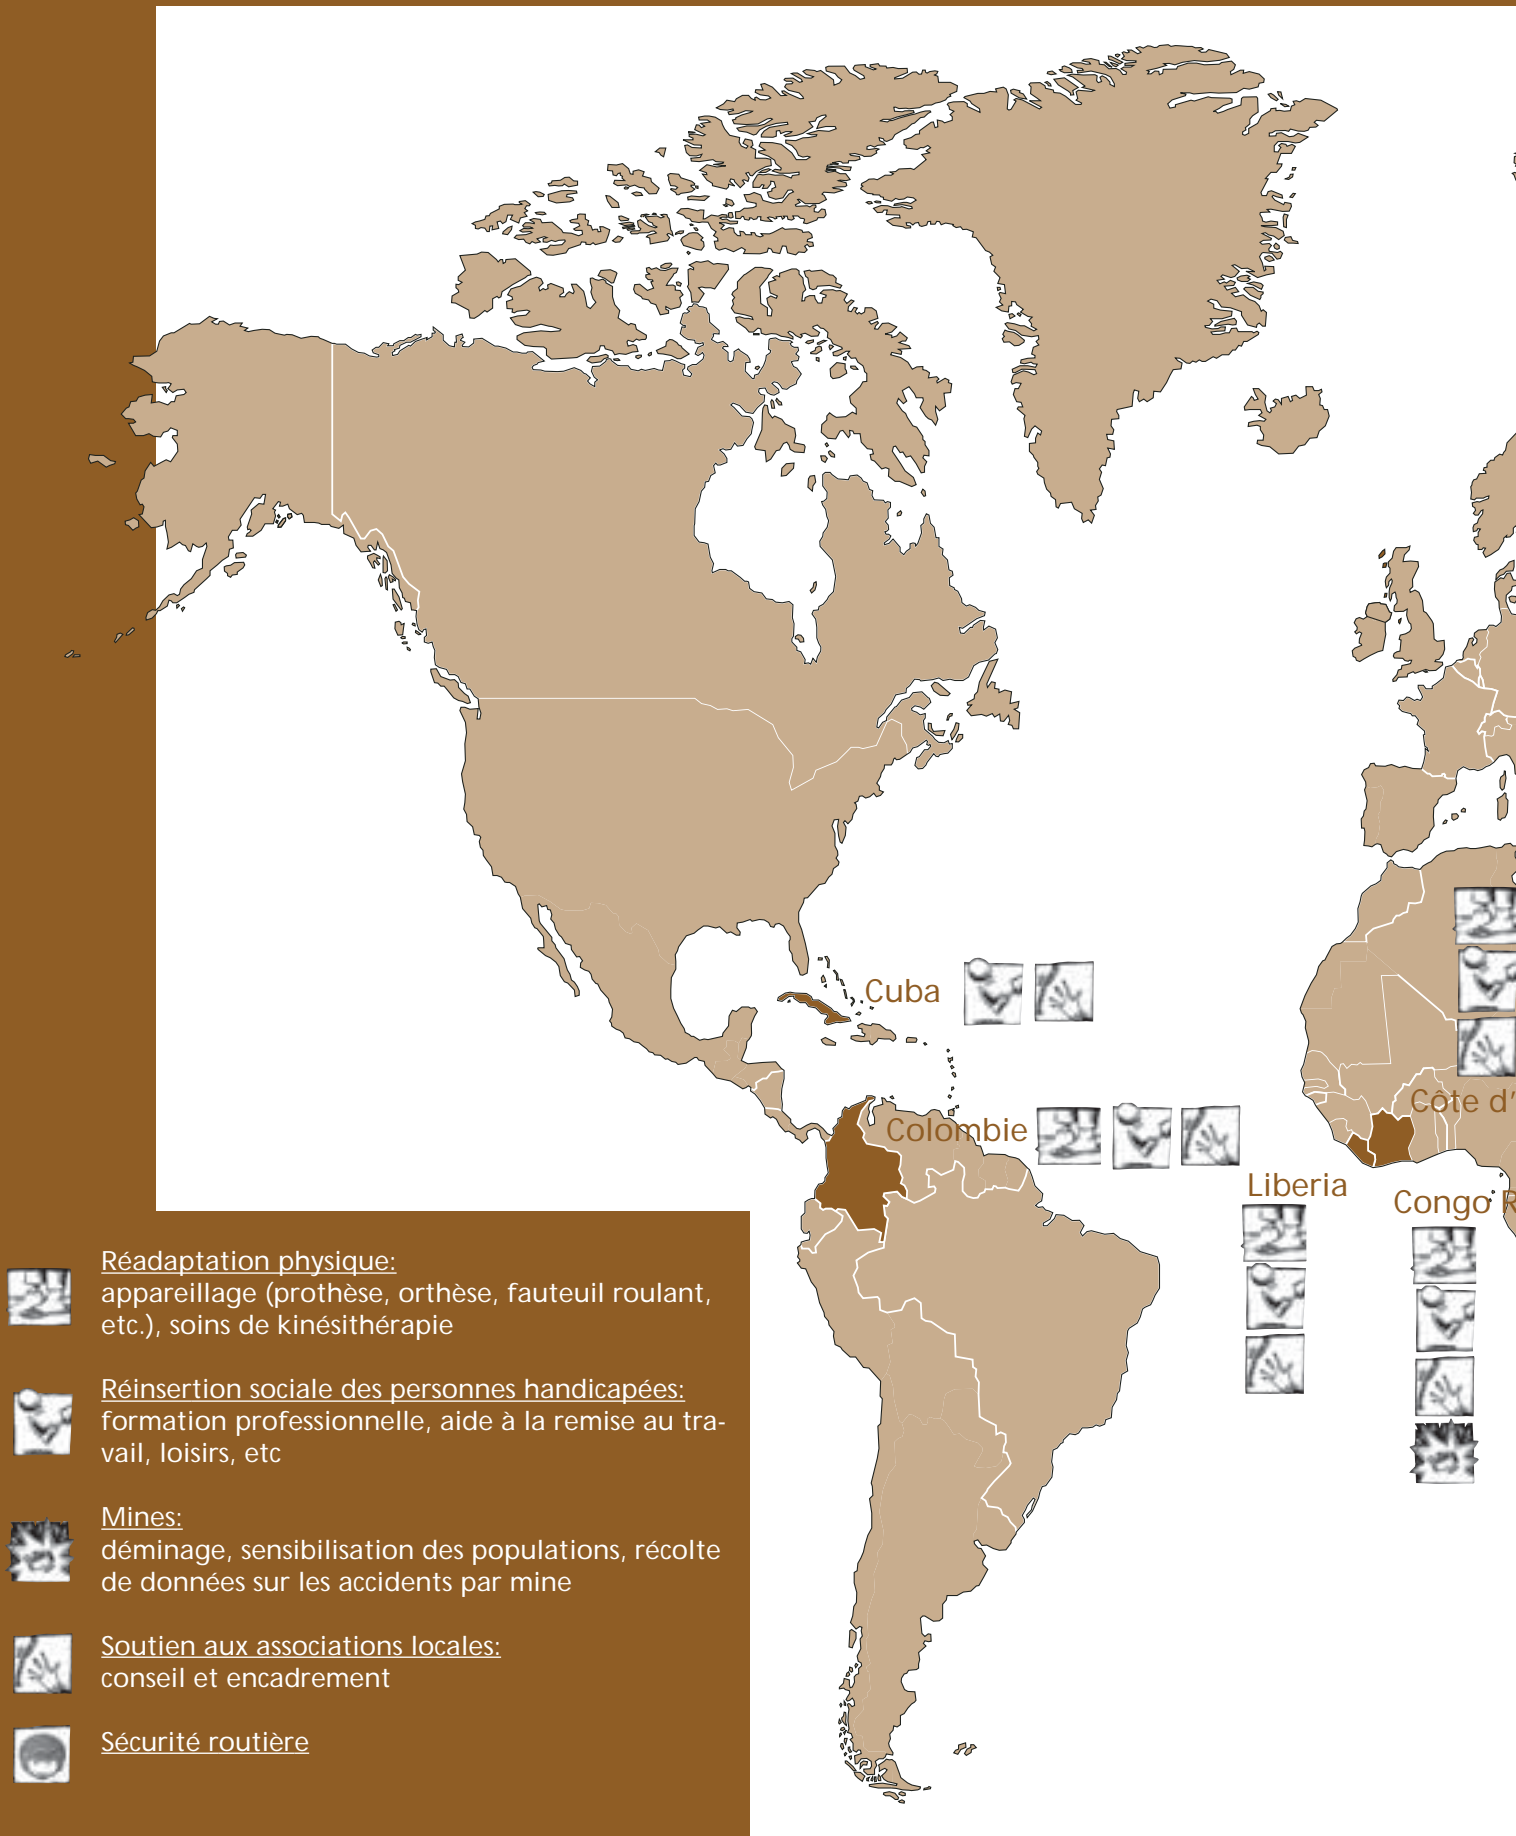 Cuba
Colombie
Côte d'
Liberia
Congo R
Réadaptation physique:
appareillage (prothèse, orthèse, fauteuil roulant,
etc.), soins de kinésithérapie
Réinsertion sociale des personnes handicapées:
formation professionnelle, aide à la remise au tra-
vail, loisirs, etc
Mines:
déminage, sensibilisation des populations, récolte
de données sur les accidents par mine
Soutien aux associations locales:
conseil et encadrement
Sécurité routière